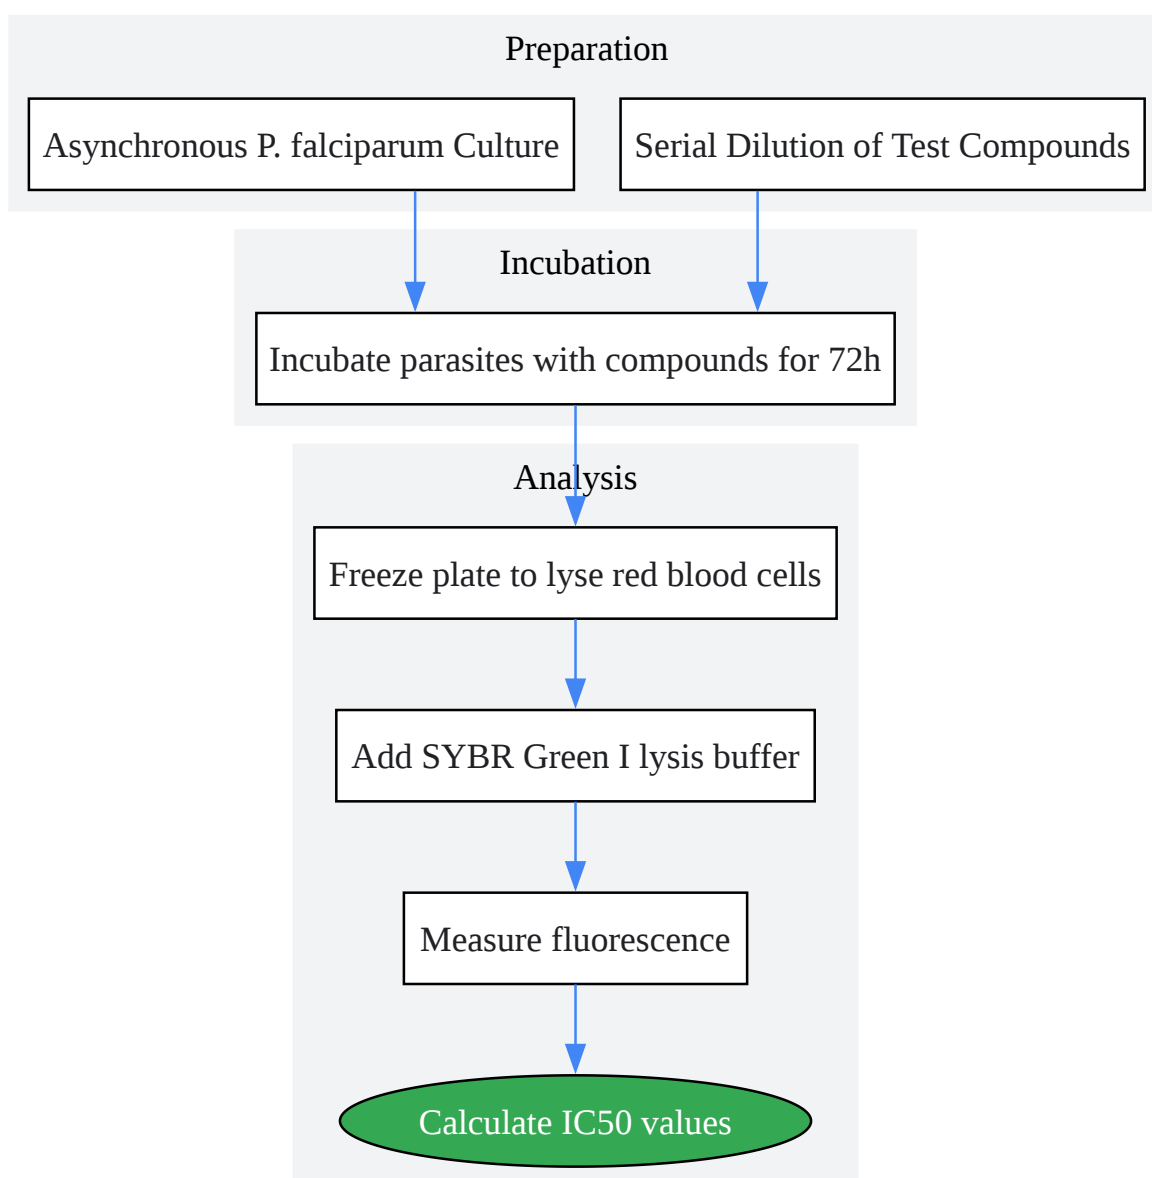 Preparation
Asynchronous P. falciparum Culture
Serial Dilution of Test Compounds
Incubation
Incubate parasites with compounds for 72h
Analysis
Freeze plate to lyse red blood cells
Add SYBR Green I lysis buffer
Measure fluorescence
Calculate IC50 values